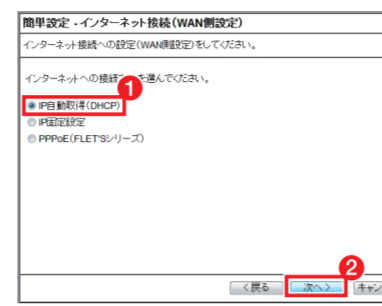 簡単設定 - インターネット接続(WAN側設定)
インターネット接続への設定(WAN側設定)をしてください。
インターネットへの接続 を選んでください。
1
IP自動取得(DHCP)
IP固定設定
PPPoE(FLET'Sシリーズ)
2
<戻る 次へ> キャン